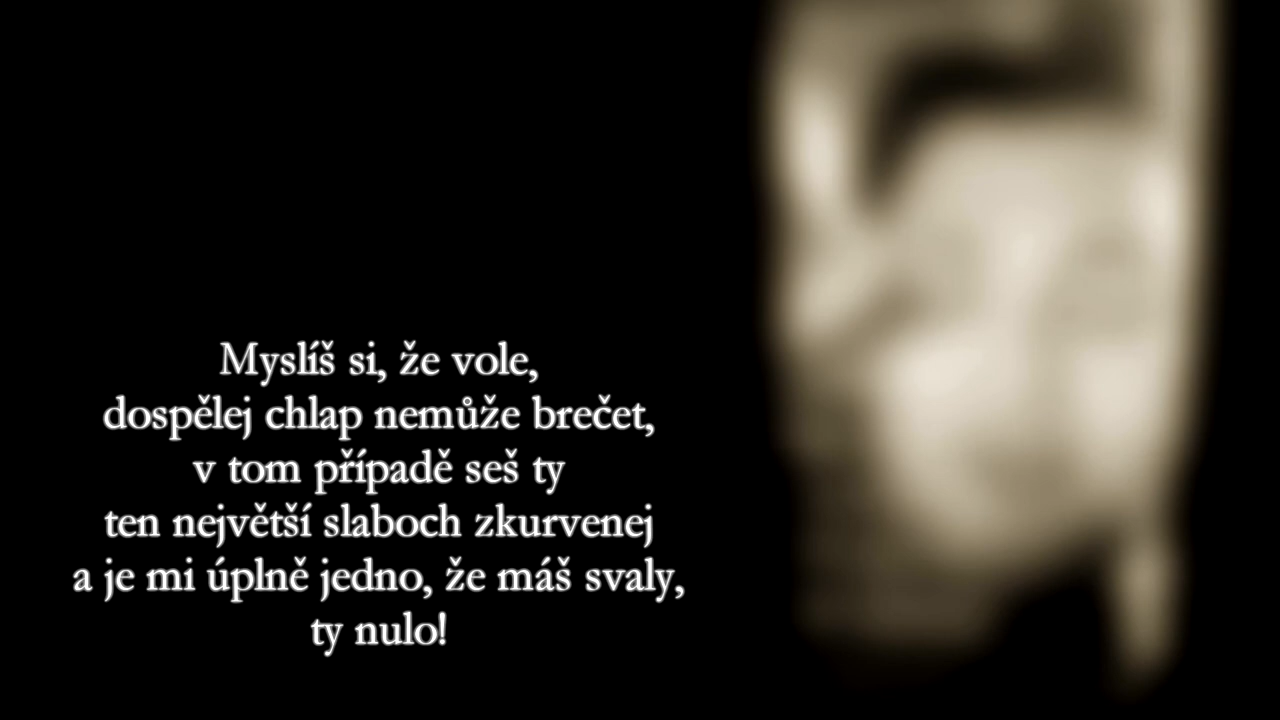 Myslíš si, že vole,
dospělej chlap nemůže brečet,
v tom případě seš ty
ten největší slaboch zkurvenej
a je mi úplně jedno, že máš svaly,
ty nulo!